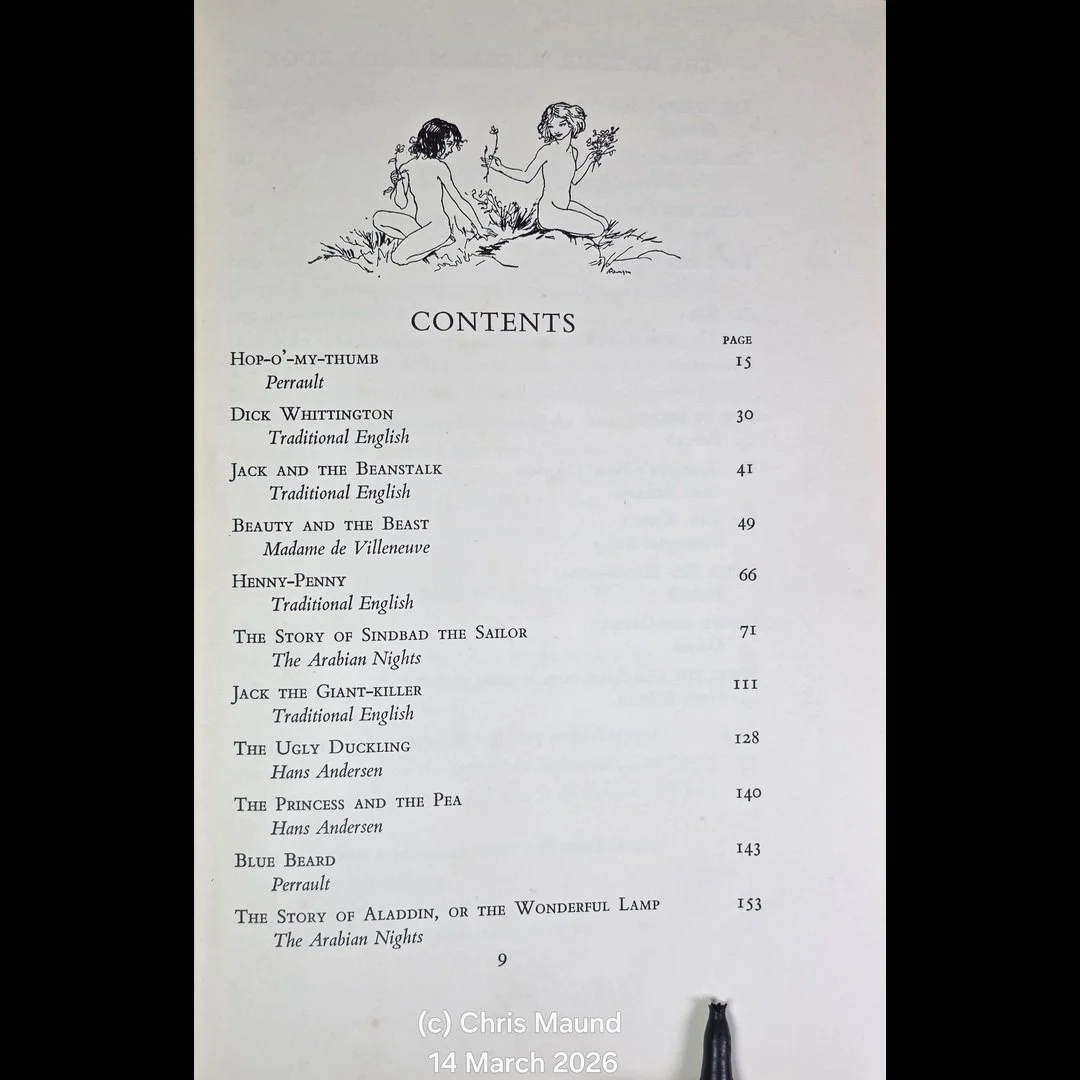 CONTENTS
PAGE
HOP-O'-MY-THUMB 15
Perrault
DICK WHITTINGTON 30
Traditional English
JACK AND THE BEANSTALK 41
Traditional English
BEAUTY AND THE BEAST 49
Madame de Villeneuve
HENNY-PENNY 66
Traditional English
THE STORY OF SINDBAD THE SAILOR 71
The Arabian Nights
JACK THE GIANT-KILLER 111
Traditional English
THE UGLY DUCKLING 128
Hans Andersen
THE PRINCESS AND THE PEA 140
Hans Andersen
BLUE BEARD 143
Perrault
THE STORY OF ALADDIN, OR THE WONDERFUL LAMP 153
The Arabian Nights
9
(c) Chris Maund
14 March 2026